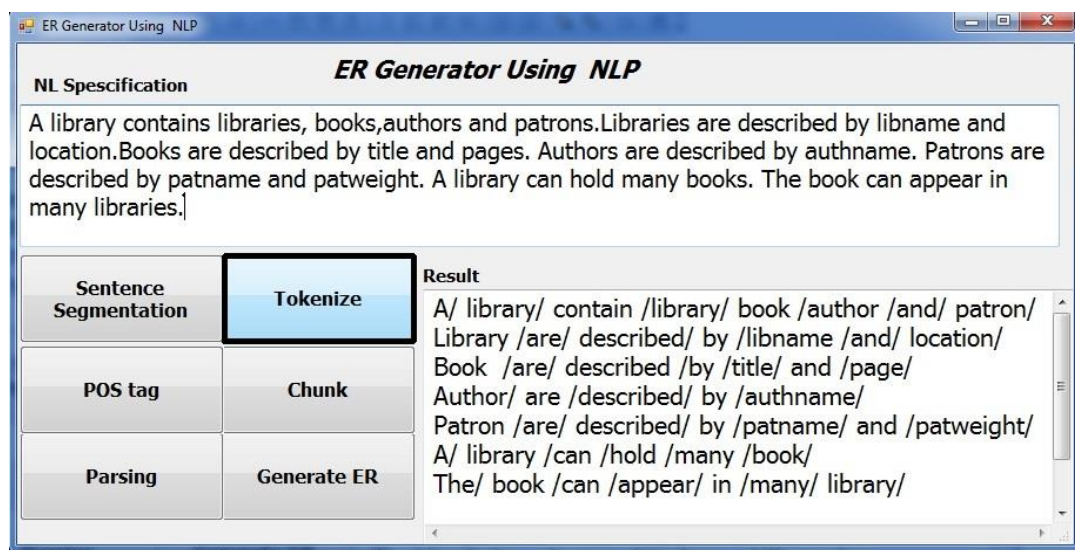 ER Generator Using NLP
ER Generator Using NLP
NL Spescification
A library contains libraries, books,authors and patrons.Libraries are described by libname and
location.Books are described by title and pages. Authors are described by authname. Patrons are
described by patname and patweight. A library can hold many books. The book can appear in
many libraries.
Sentence
Segmentation
Tokenize
POS tag
Chunk
Parsing
Generate ER
Result
A/ library/ contain /library/ book /author /and/ patron/
Library /are/ described/ by /libname /and/ location/
Book /are/ described /by /title/ and /page/
Author/ are /described/ by /authname/
Patron /are/ described/ by /patname/ and /patweight/
A/ library /can /hold /many /book/
The/ book /can /appear/ in /many/ library/